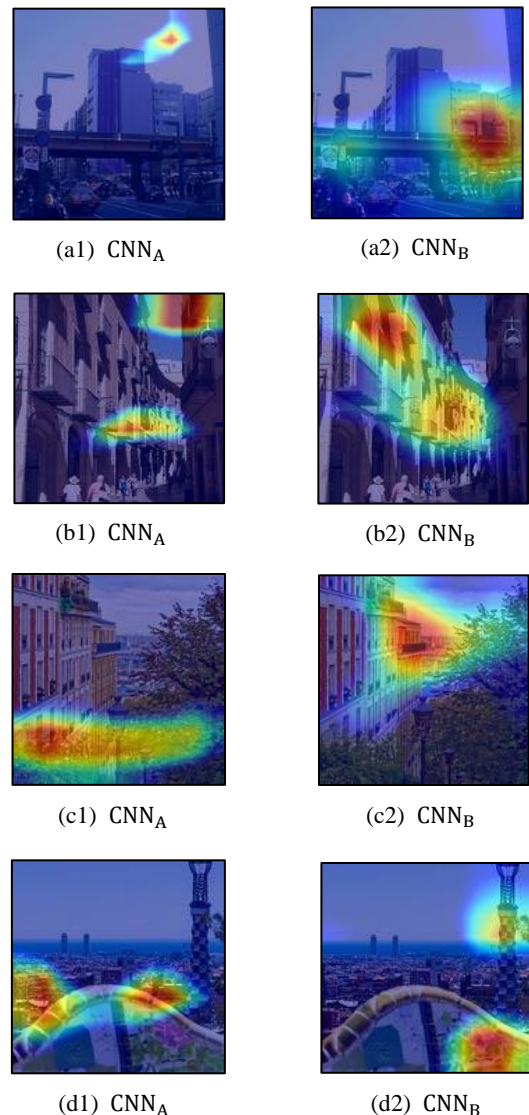 (a1) CNN_A (a2) CNN_B
(b1) CNN_A (b2) CNN_B
(c1) CNN_A (c2) CNN_B
(d1) CNN_A (d2) CNN_B